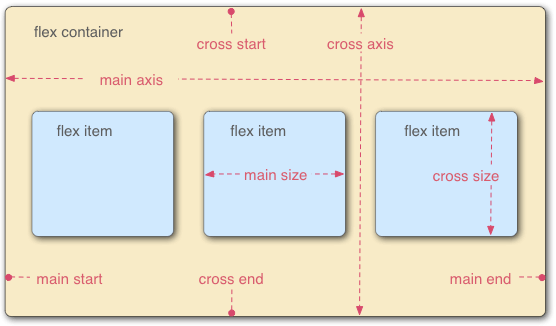 flex container
cross start
cross axis
main axis
flex item
flex item
flex item
main size
cross size
main start
cross end
main end